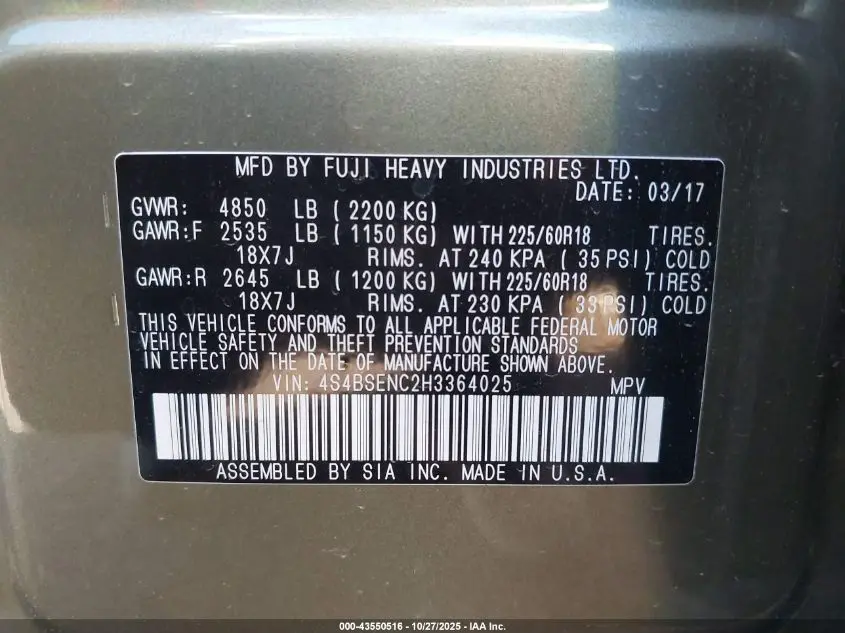 MFD BY FUJI HEAVY INDUSTRIES LTD.
DATE: 03/17
GVWR: 4850 LB ( 2200 KG)
GAWR:F 2535 LB ( 1150 KG) WITH 225/60R18 TIRES.
18X7J RIMS. AT 240 KPA ( 35 PSI) COLD
GAWR:R 2645 LB ( 1200 KG) WITH 225/60R18 TIRES.
18X7J RIMS. AT 230 KPA ( 33 PSI) COLD
THIS VEHICLE CONFORMS TO ALL APPLICABLE FEDERAL MOTOR
VEHICLE SAFETY AND THEFT PREVENTION STANDARDS
IN EFFECT ON THE DATE OF MANUFACTURE SHOWN ABOVE.
VIN: 4S4BSENC2H3364025 MPV
ASSEMBLED BY SIA INC. MADE IN U.S.A.
000-43550516 - 10/27/2025 - IAA Inc.